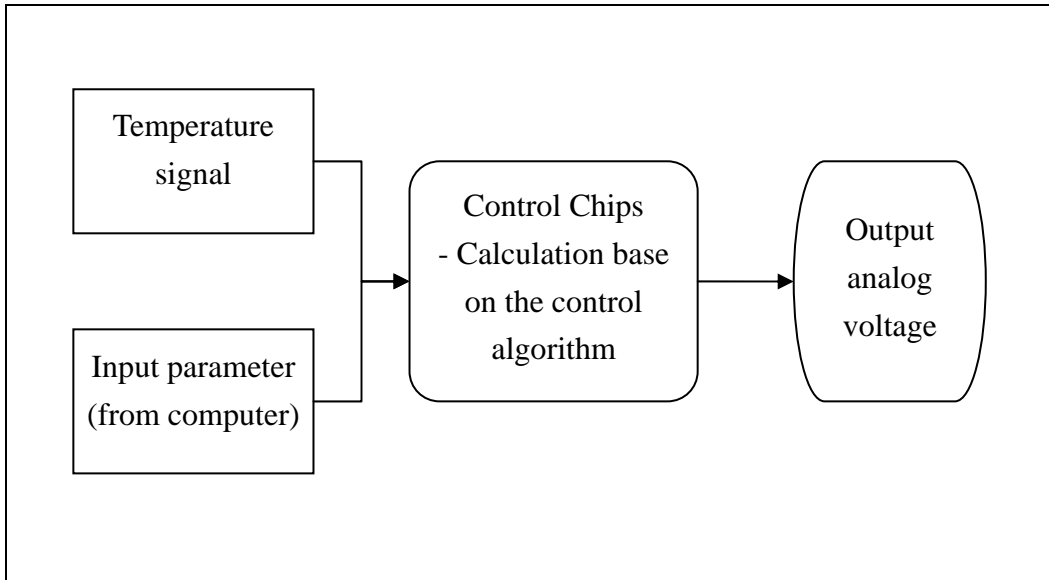 Temperature
signal
Input parameter
(from computer)
Control Chips
- Calculation base
on the control
algorithm
Output
analog
voltage